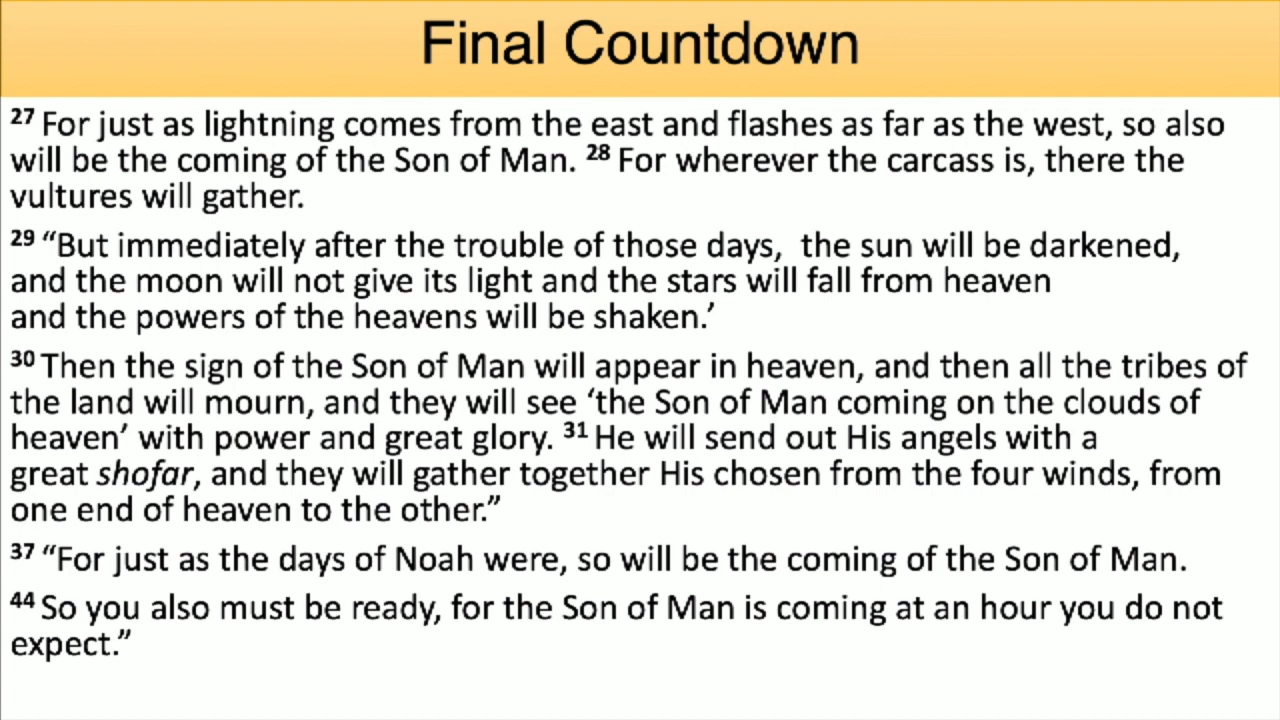 Final Countdown
27 For just as lightning comes from the east and flashes as far as the west, so also
will be the coming of the Son of Man. 28 For wherever the carcass is, there the
vultures will gather.
29 “But immediately after the trouble of those days,  the sun will be darkened,
and the moon will not give its light and the stars will fall from heaven
and the powers of the heavens will be shaken.’
30 Then the sign of the Son of Man will appear in heaven, and then all the tribes of
the land will mourn, and they will see ‘the Son of Man coming on the clouds of
heaven’ with power and great glory. 31 He will send out His angels with a
great shofar, and they will gather together His chosen from the four winds, from
one end of heaven to the other.”
37 “For just as the days of Noah were, so will be the coming of the Son of Man.
44 So you also must be ready, for the Son of Man is coming at an hour you do not
expect.”